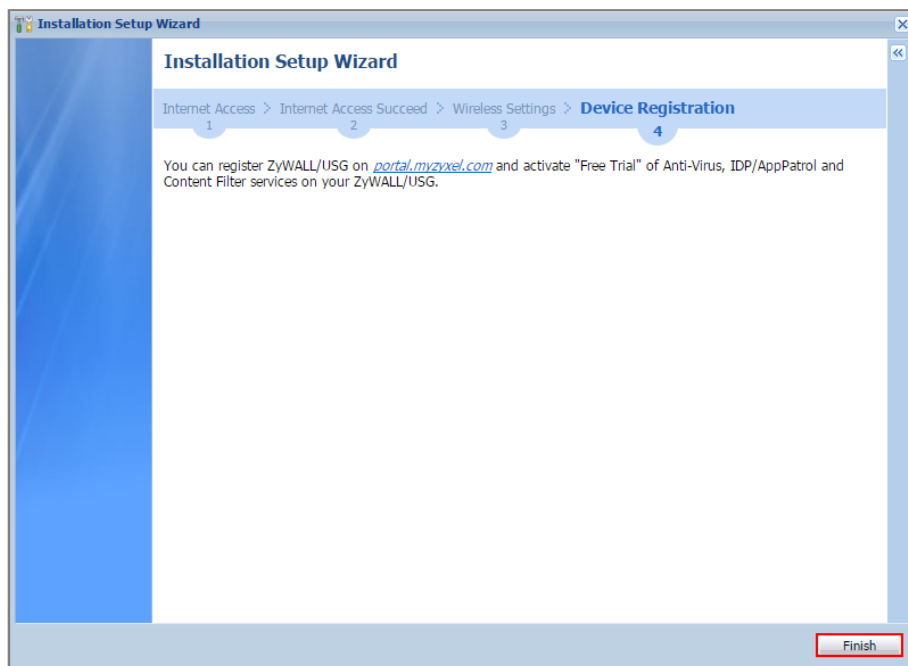 Installation Setup Wizard
Installation Setup Wizard
Internet Access > Internet Access Succeed > Wireless Settings > Device Registration
1 2 3 4
You can register ZyWALL/USG on portal.myzyxel.com and activate "Free Trial" of Anti-Virus, IDP/AppPatrol and
Content Filter services on your ZyWALL/USG.
Finish